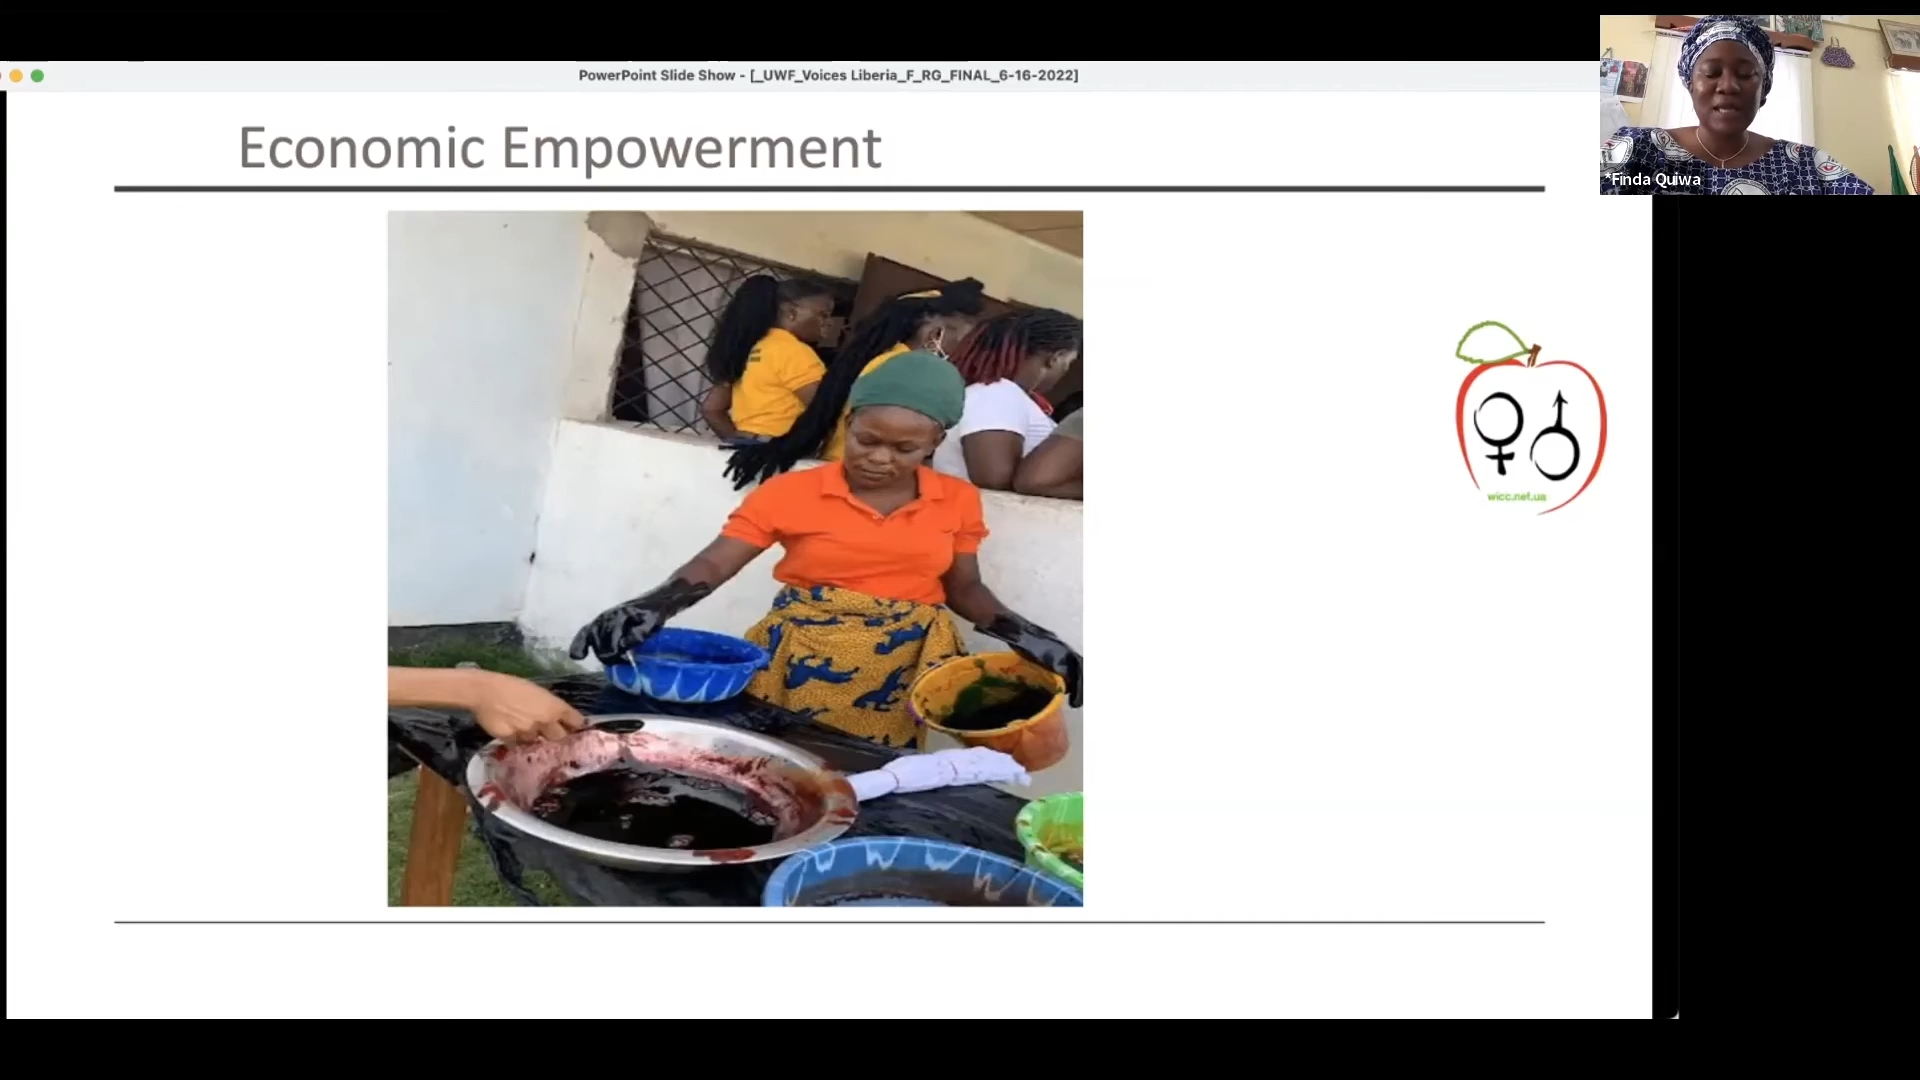 PowerPoint Slide Show - [_UWF_Voices Liberia_F_RG_FINAL_6-16-2022]
Economic Empowerment
*Finda Quiwa
wicc.net.ua